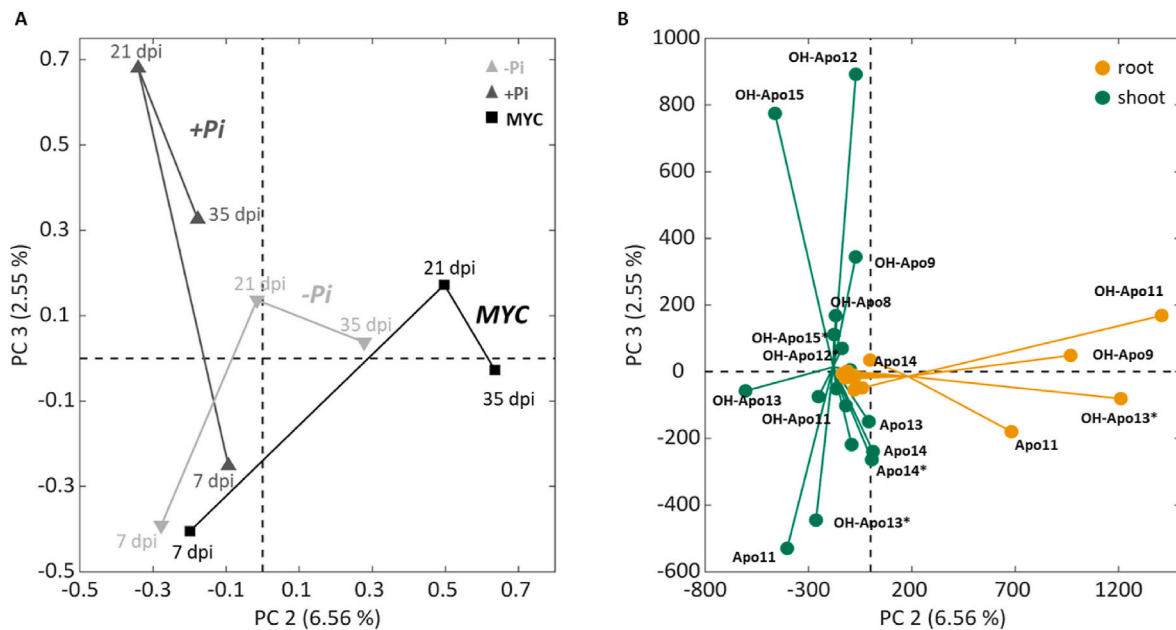 A
0.7
0.5
0.3
0.1
-0.1
-0.3
-0.5
PC 3 (2.55 %)
-0.5
-0.3
-0.1
0.1
0.3
0.5
0.7
PC 2 (6.56 %)
21 dpi
+Pi
35 dpi
7 dpi
21 dpi
-Pi
35 dpi
7 dpi
21 dpi
MYC
35 dpi
7 dpi
-Pi
+Pi
MYC
B
1000
800
600
400
200
0
-200
-400
-600
PC 3 (2.55 %)
-800
-300
200
700
1200
PC 2 (6.56 %)
root
shoot
OH-Apo12
OH-Apo15
OH-Apo9
OH-Apo8
OH-Apo15*
OH-Apo12*
Apo14
OH-Apo11
OH-Apo9
OH-Apo13*
Apo11
OH-Apo13
OH-Apo11
Apo13
Apo14
Apo14*
OH-Apo13*
Apo11